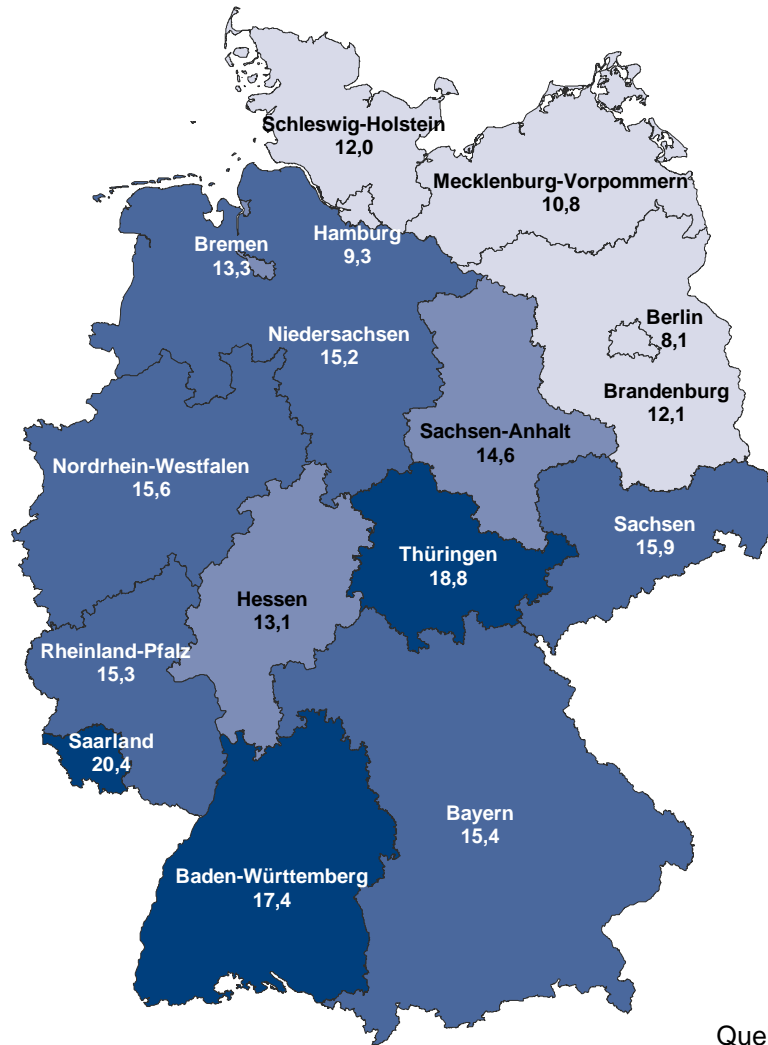 Schleswig-Holstein
12,0
Mecklenburg-Vorpommern
10,8
Hamburg
9,3
Bremen
13,3
Niedersachsen
15,2
Berlin
8,1
Brandenburg
12,1
Sachsen-Anhalt
14,6
Nordrhein-Westfalen
15,6
Sachsen
15,9
Thüringen
18,8
Hessen
13,1
Rheinland-Pfalz
15,3
Saarland
20,4
Bayern
15,4
Baden-Württemberg
17,4
Que